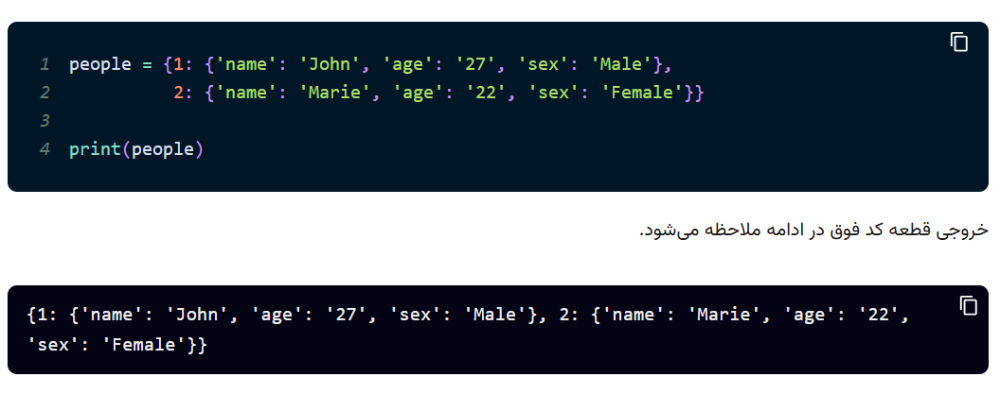 1 people = {1: {'name': 'John', 'age': '27', 'sex': 'Male'},
2           2: {'name': 'Marie', 'age': '22', 'sex': 'Female'}}
3
4 print(people)
خروجی قطعه کد فوق در ادامه ملاحظه می‌شود.
{1: {'name': 'John', 'age': '27', 'sex': 'Male'}, 2: {'name': 'Marie', 'age': '22',
'sex': 'Female'}}